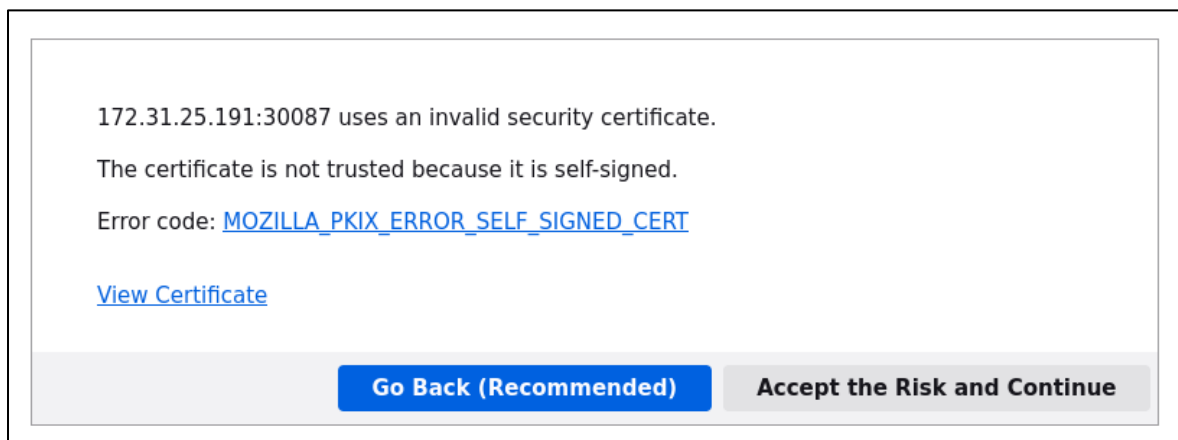 172.31.25.191:30087 uses an invalid security certificate.
The certificate is not trusted because it is self-signed.
Error code: MOZILLA_PKIX_ERROR_SELF_SIGNED_CERT
View Certificate
Go Back (Recommended)
Accept the Risk and Continue